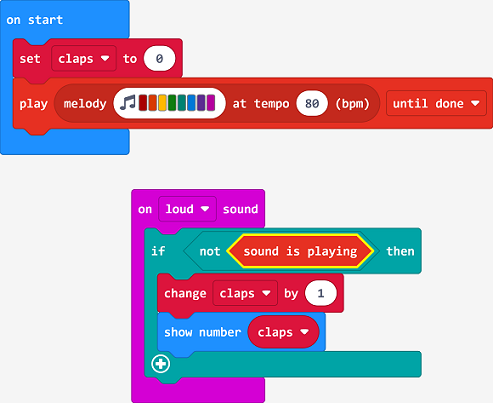 on start
set claps to 0
play melody at tempo 80 (bpm) until done
on loud sound
if not sound is playing then
change claps by 1
show number claps